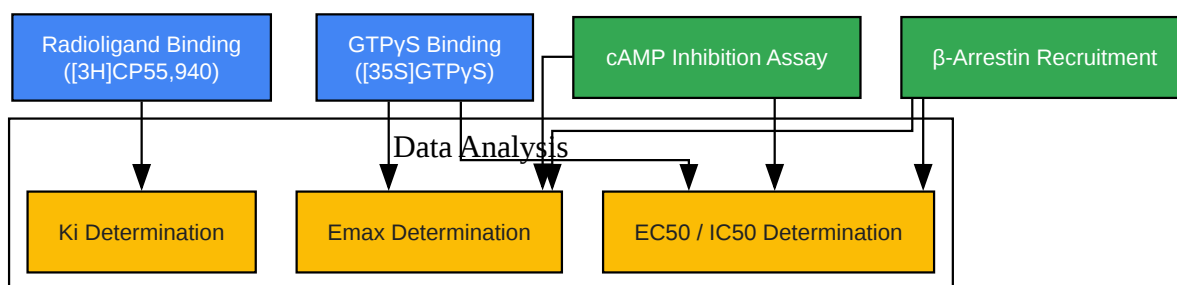 Radioligand Binding
([3H]CP55,940)
GTPγS Binding
([35S]GTPγS)
cAMP Inhibition Assay
β-Arrestin Recruitment
Data Analysis
Ki Determination
Emax Determination
EC50 / IC50 Determination